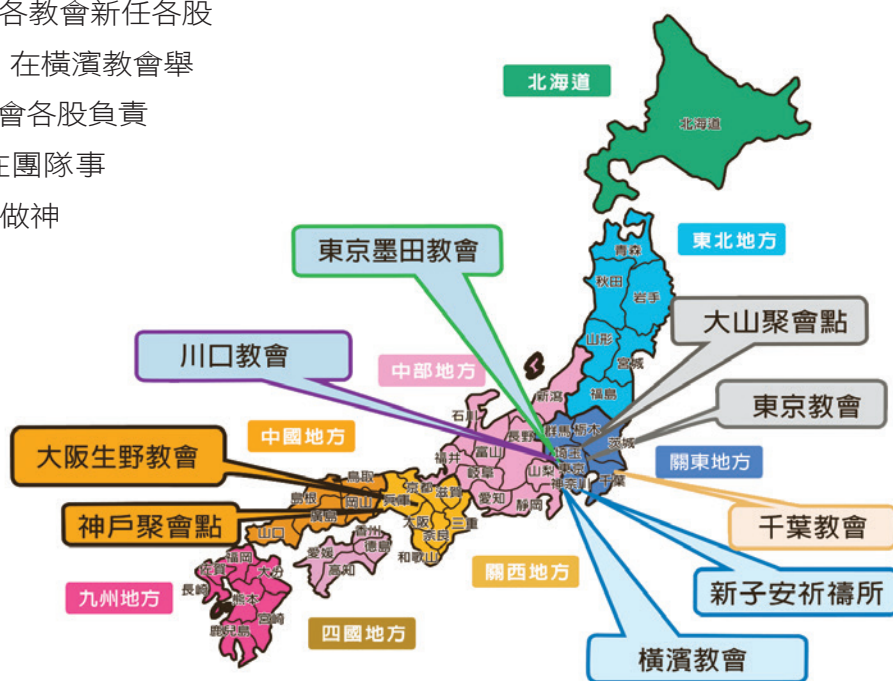 各教會新任各股
在橫濱教會舉
會各股負責
在團隊事
做神
北海道
北海道
東北地方
青森
秋田
岩手
山形
宮城
福島
東京墨田教會
大山聚會點
川口教會
中部地方
新瀉
石川
富山
長野
福井
岐阜
山梨
愛知
靜岡
東京教會
群馬
栃木
茨城
埼玉
東京
神奈川
千葉
關東地方
中國地方
大阪生野教會
鳥取
島根
岡山
廣島
山口
神戶聚會點
京都
滋賀
兵庫
大阪
奈良
三重
和歌山
關西地方
千葉教會
香州
德島
愛媛
高知
四國地方
福岡
佐賀
大分
長崎
熊本
宮崎
鹿兒島
九州地方
新子安祈禱所
橫濱教會